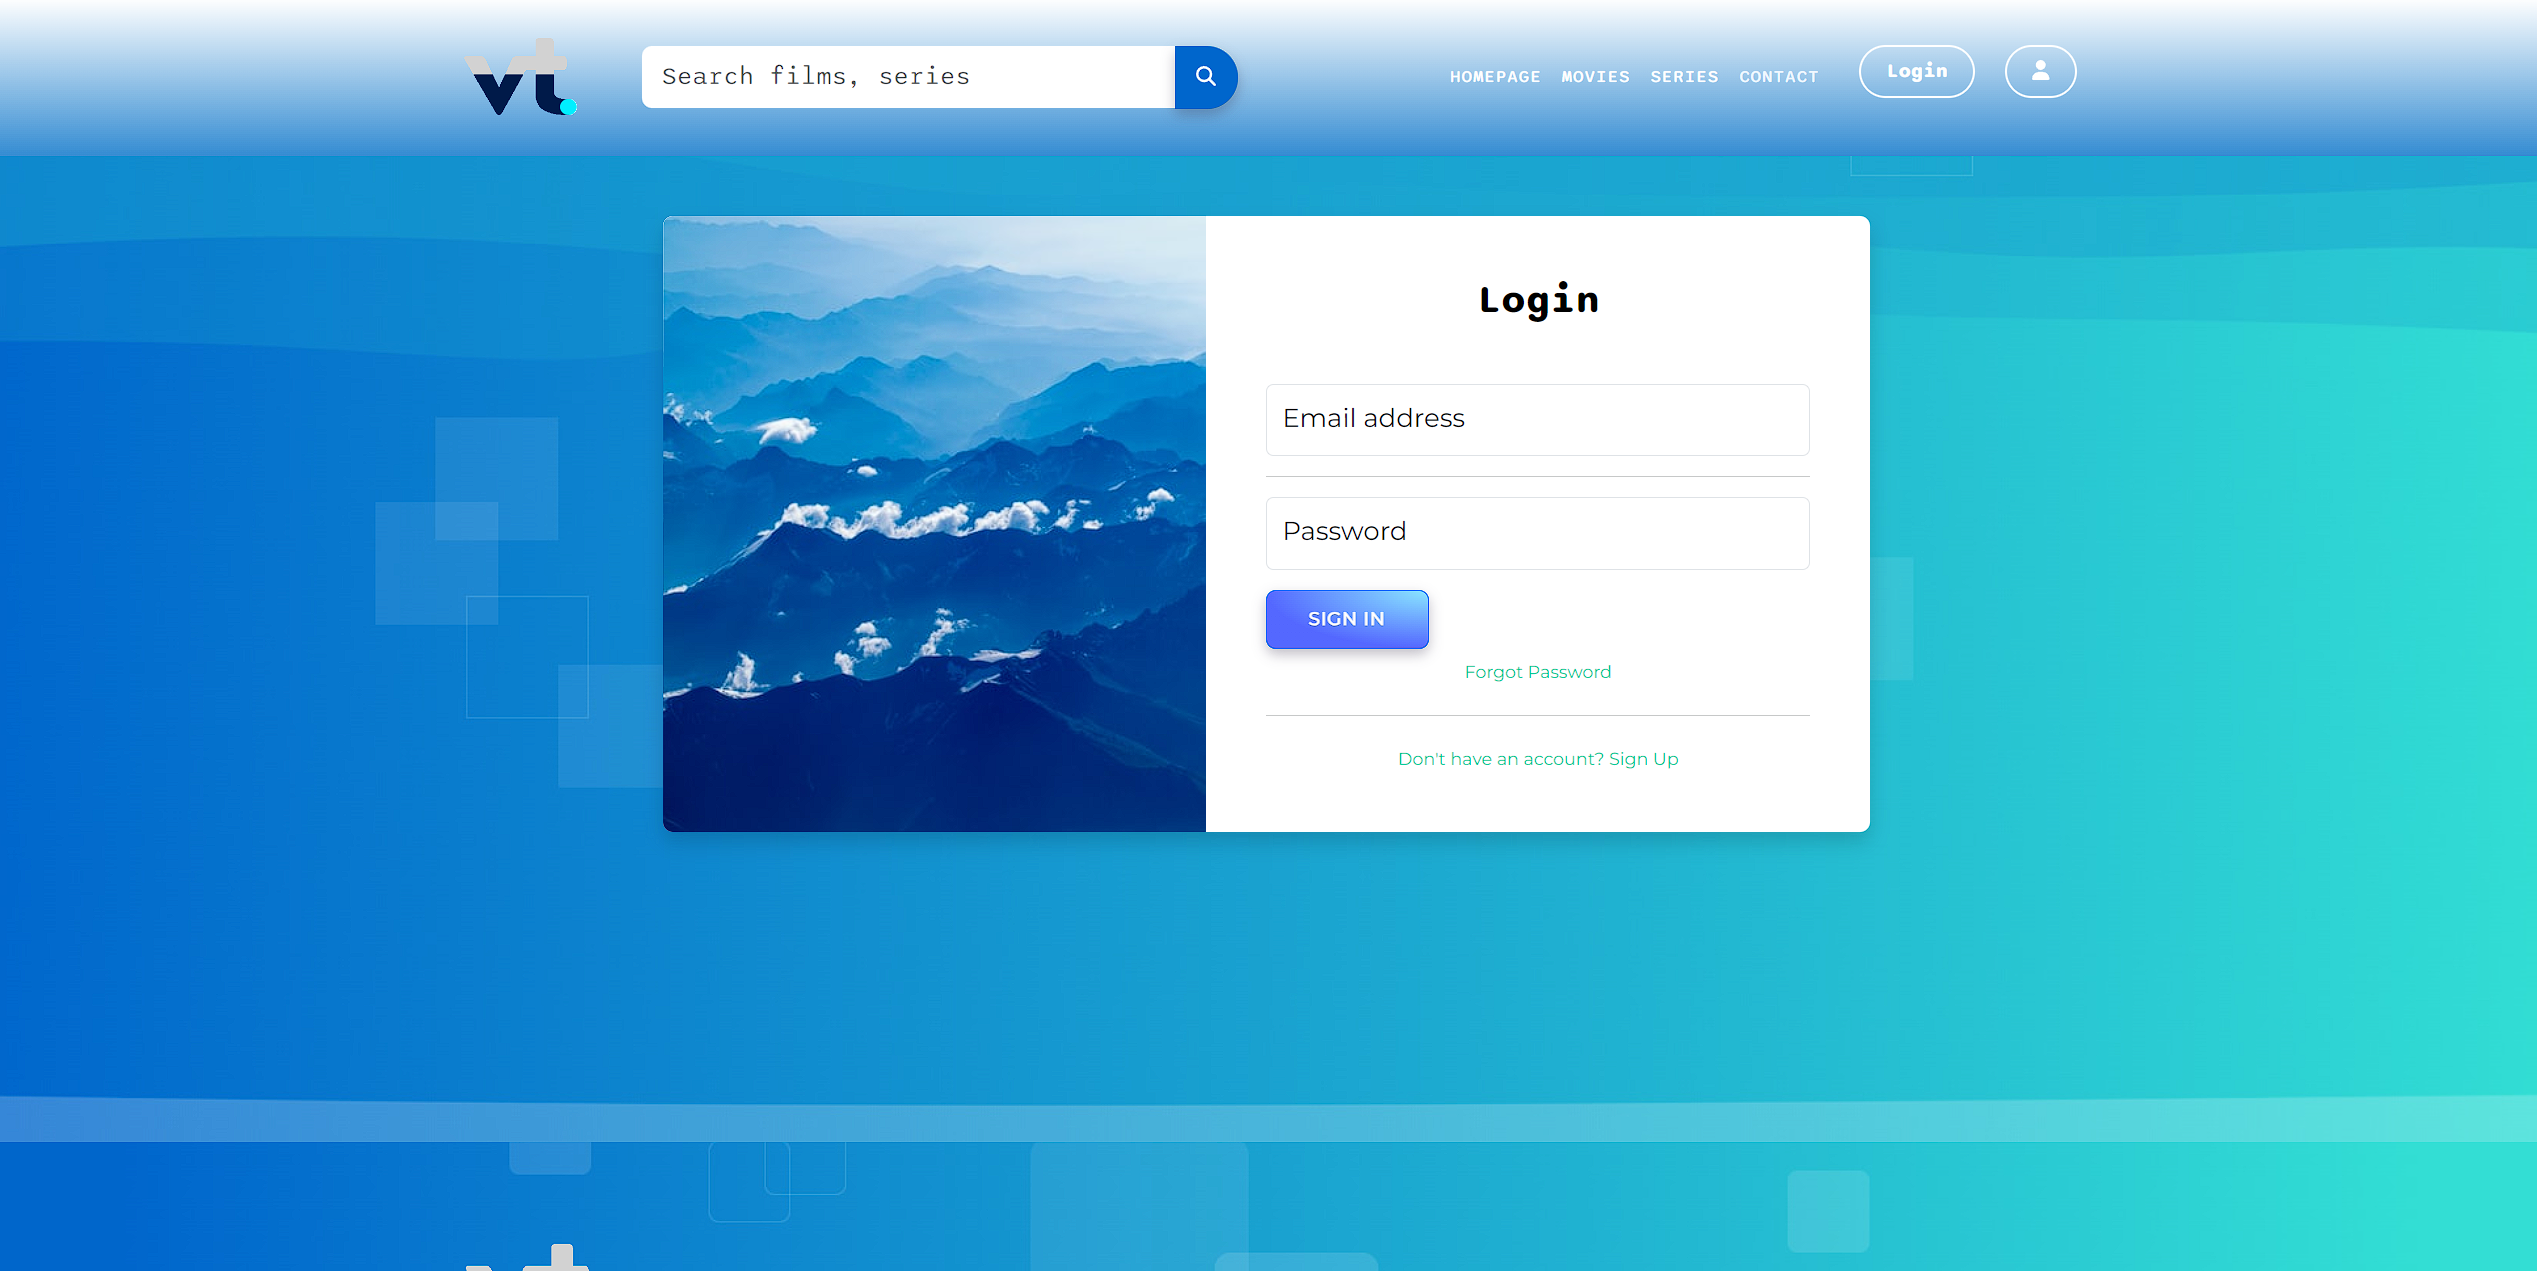 vt.
Search films, series
HOMEPAGE MOVIES SERIES CONTACT Login
Login
Email address
Password
SIGN IN
Forgot Password
Don't have an account? Sign Up